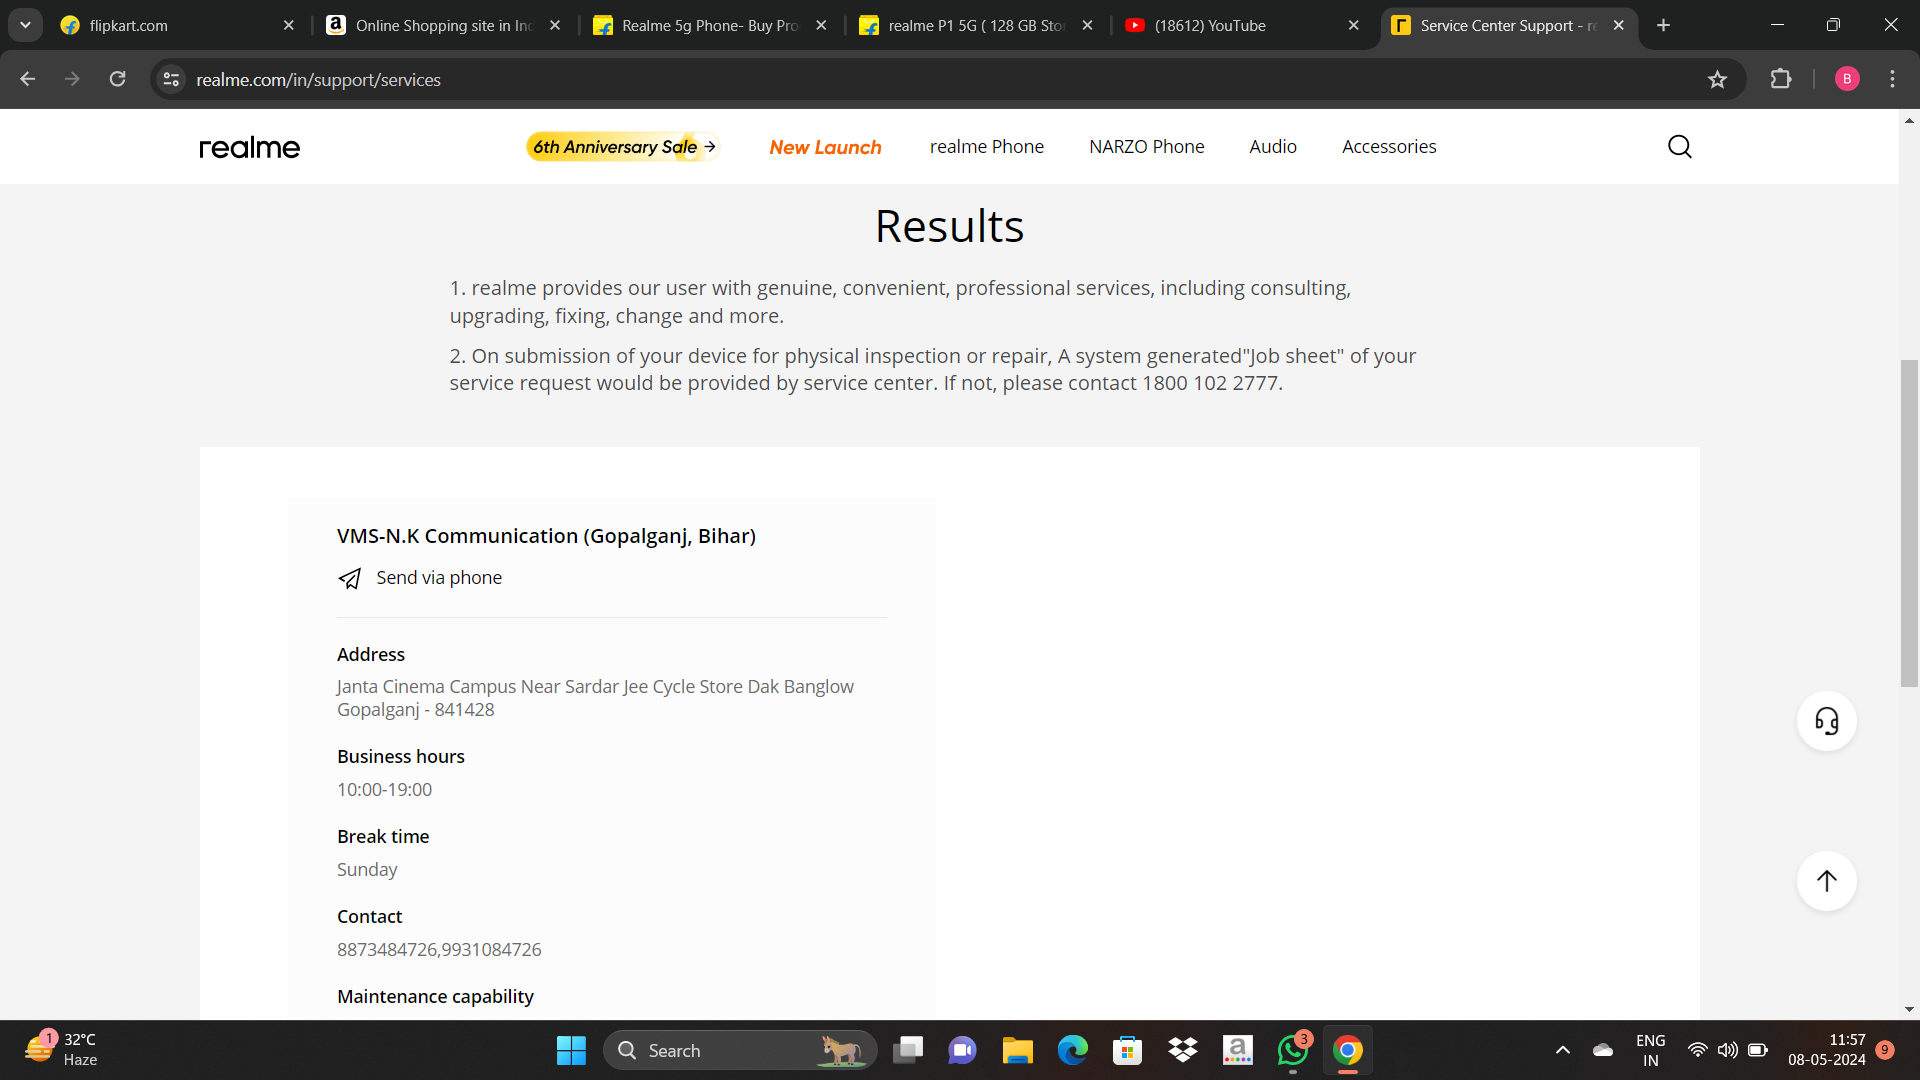 flipkart.com
Online Shopping site in Inc
Realme 5g Phone- Buy Pro
realme P1 5G ( 128 GB Stor
(18612) YouTube
Service Center Support - re
realme.com/in/support/services
B
realme
6th Anniversary Sale →
New Launch
realme Phone
NARZO Phone
Audio
Accessories
Results
1. realme provides our user with genuine, convenient, professional services, including consulting,
upgrading, fixing, change and more.
2. On submission of your device for physical inspection or repair, A system generated"Job sheet" of your
service request would be provided by service center. If not, please contact 1800 102 2777.
VMS-N.K Communication (Gopalganj, Bihar)
Send via phone
Address
Janta Cinema Campus Near Sardar Jee Cycle Store Dak Banglow
Gopalganj - 841428
Business hours
10:00-19:00
Break time
Sunday
Contact
8873484726,9931084726
Maintenance capability
1
32°C
Haze
Search
a
3
ENG
IN
11:57
08-05-2024
9